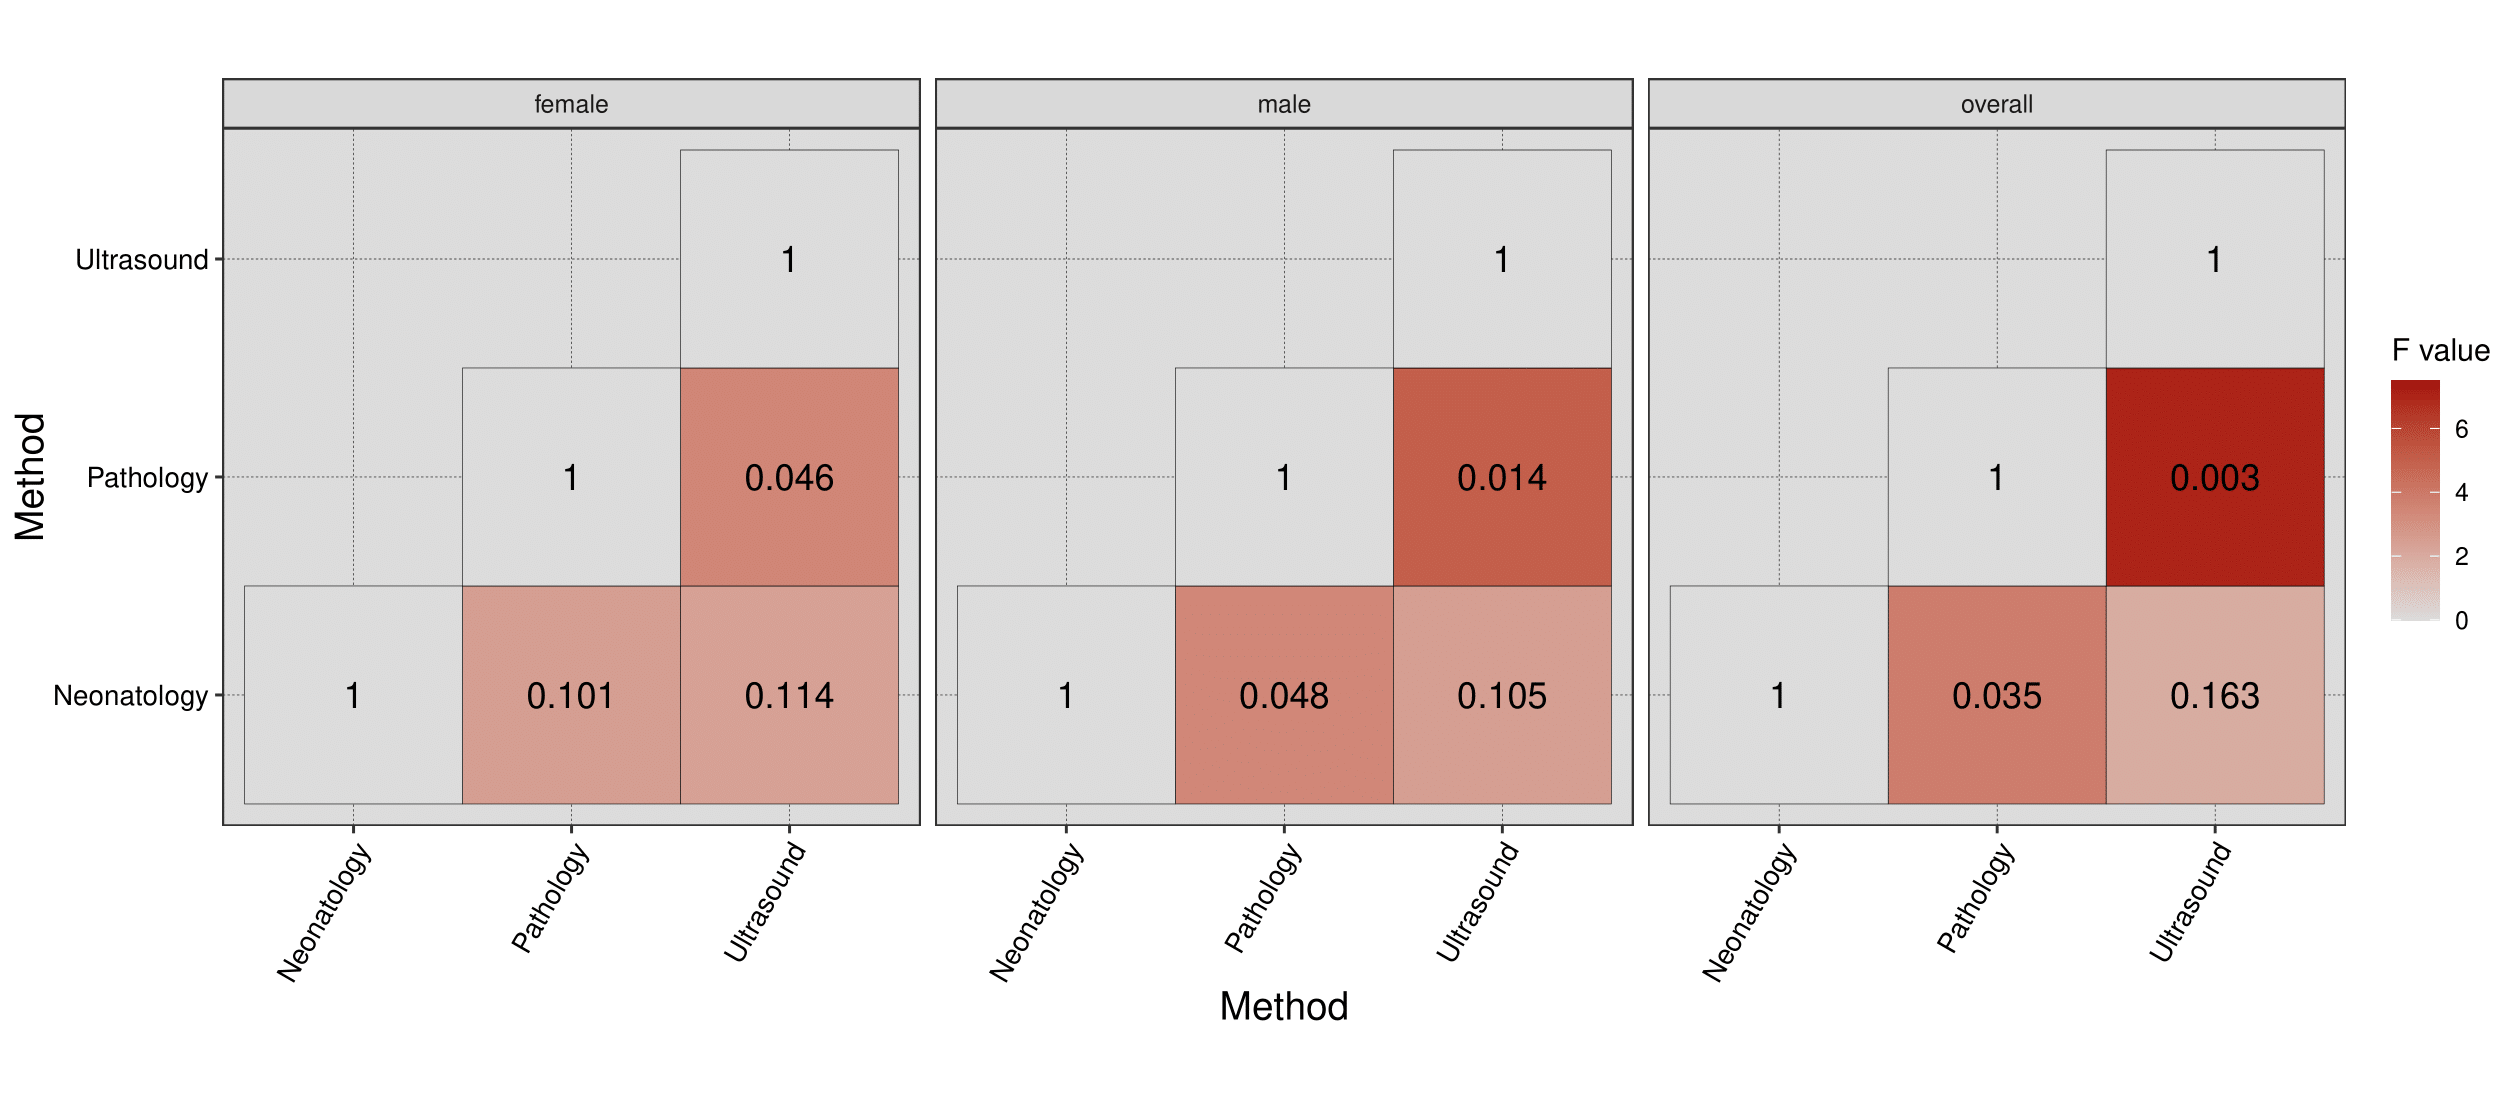 female
male
overall
Ultrasound
1
1
1
Pathology
1
0.046
1
0.014
1
0.003
Neonatology
1
0.101
0.114
1
0.048
0.105
1
0.035
0.163
Method
Neonatology
Pathology
Ultrasound
Neonatology
Pathology
Ultrasound
Neonatology
Pathology
Ultrasound
Method
F value
6
4
2
0